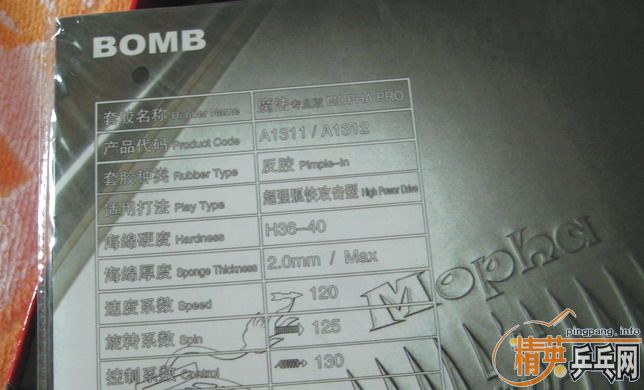 BOMB
套胶名称 Rubber Name 魔法专业版 MOPHA PRO
产品代码 Product Code A1311 / A1312
套胶种类 Rubber Type 反胶 Pimple-In
适用打法 Play Type 超强弧快攻击型 High Power Drive
海绵硬度 Hardness H36-40
海绵厚度 Sponge Thickness 2.0mm / Max
速度系数 Speed 120
旋转系数 Spin 125
控制系数 Control 130
Mopha
pingpang.info
精英乒乓网